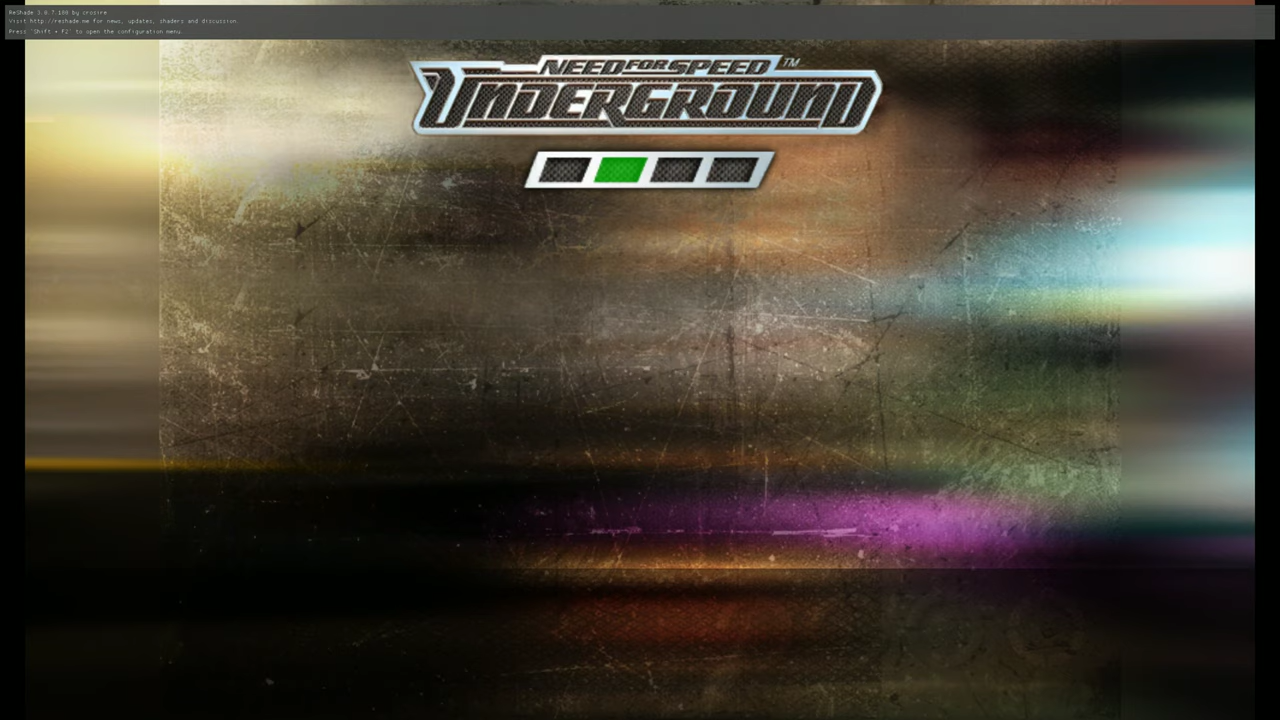 ReShade 3.0.7.180 by crosire
Visit http://reshade.me for news, updates, shaders and discussion.
Press 'Shift + F2' to open the configuration menu.
NEED FOR SPEED TM
UNDERGROUND